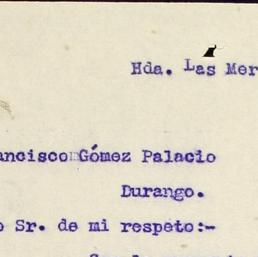 Hda. Las Mer
ancisco Gómez Palacio
Durango.
o Sr. de mi respeto:-